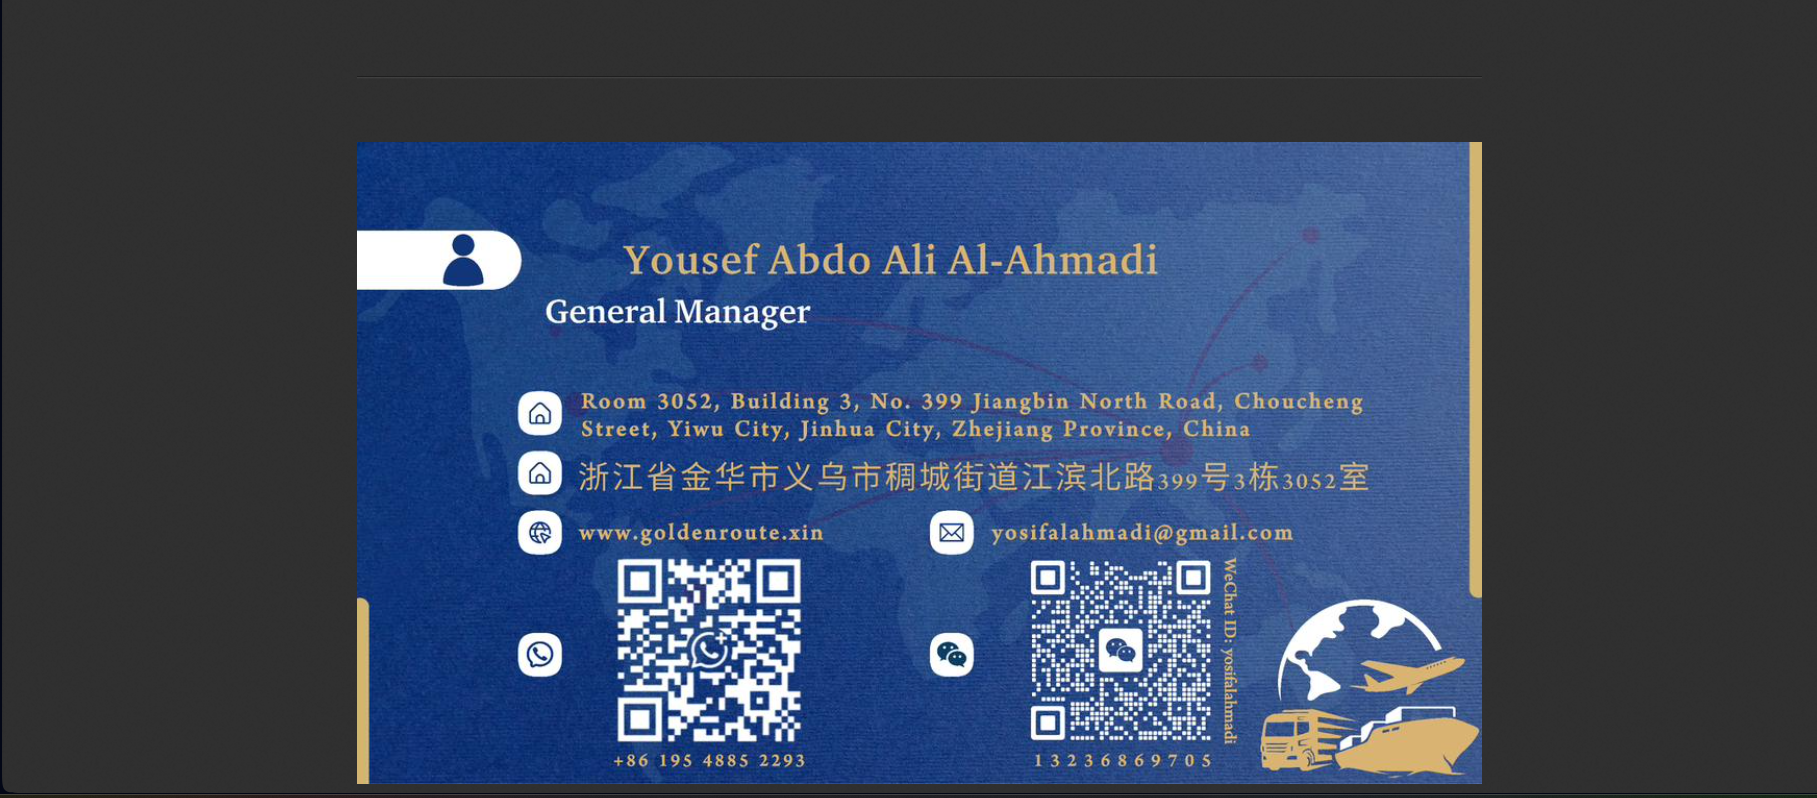 Yousef Abdo Ali Al-Ahmadi
General Manager
Room 3052, Building 3, No. 399 Jiangbin North Road, Choucheng
Street, Yiwu City, Jinhua City, Zhejiang Province, China
浙江省金华市义乌市稠城街道江滨北路399号3栋3052室
www.goldenroute.xin
yosifalahmadi@gmail.com
WeChat ID: yosifalahmadi
+86 195 4885 2293
13236869705